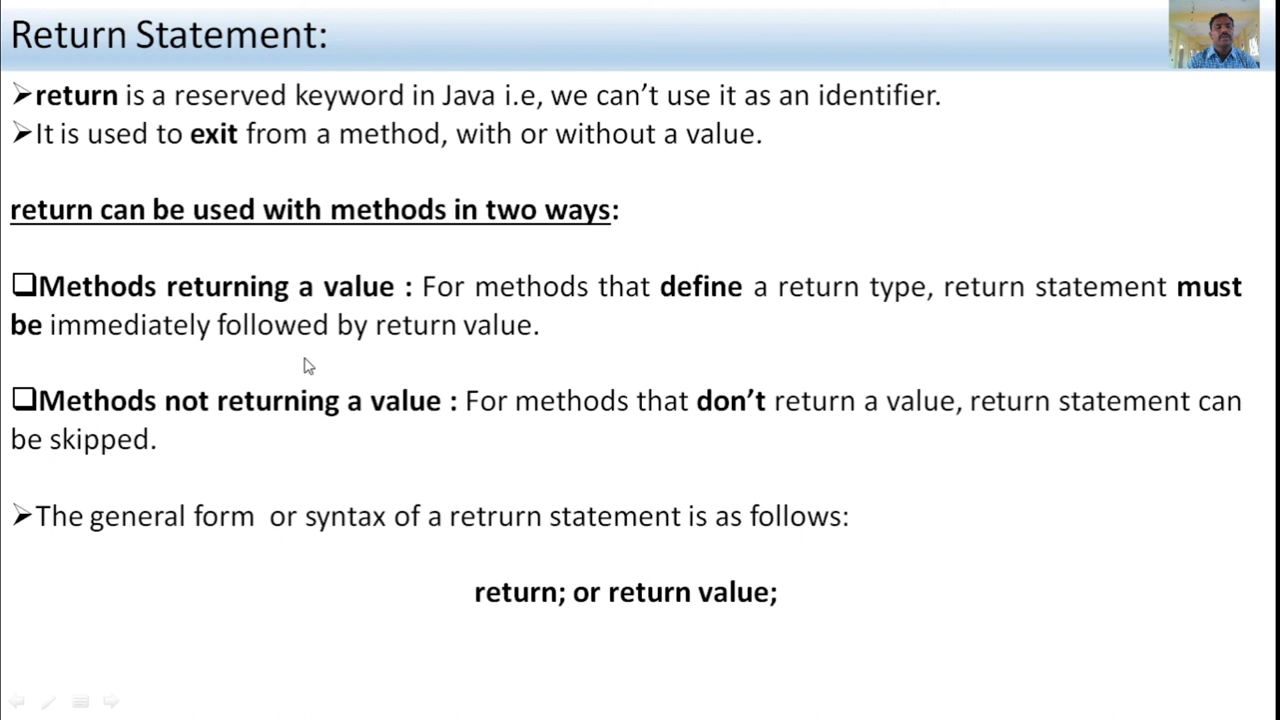 Return Statement:
➢return is a reserved keyword in Java i.e, we can’t use it as an identifier.
➢It is used to exit from a method, with or without a value.
return can be used with methods in two ways:
❑Methods returning a value : For methods that define a return type, return statement must
be immediately followed by return value.
❑Methods not returning a value : For methods that don’t return a value, return statement can
be skipped.
➢The general form  or syntax of a retrurn statement is as follows:
return; or return value;